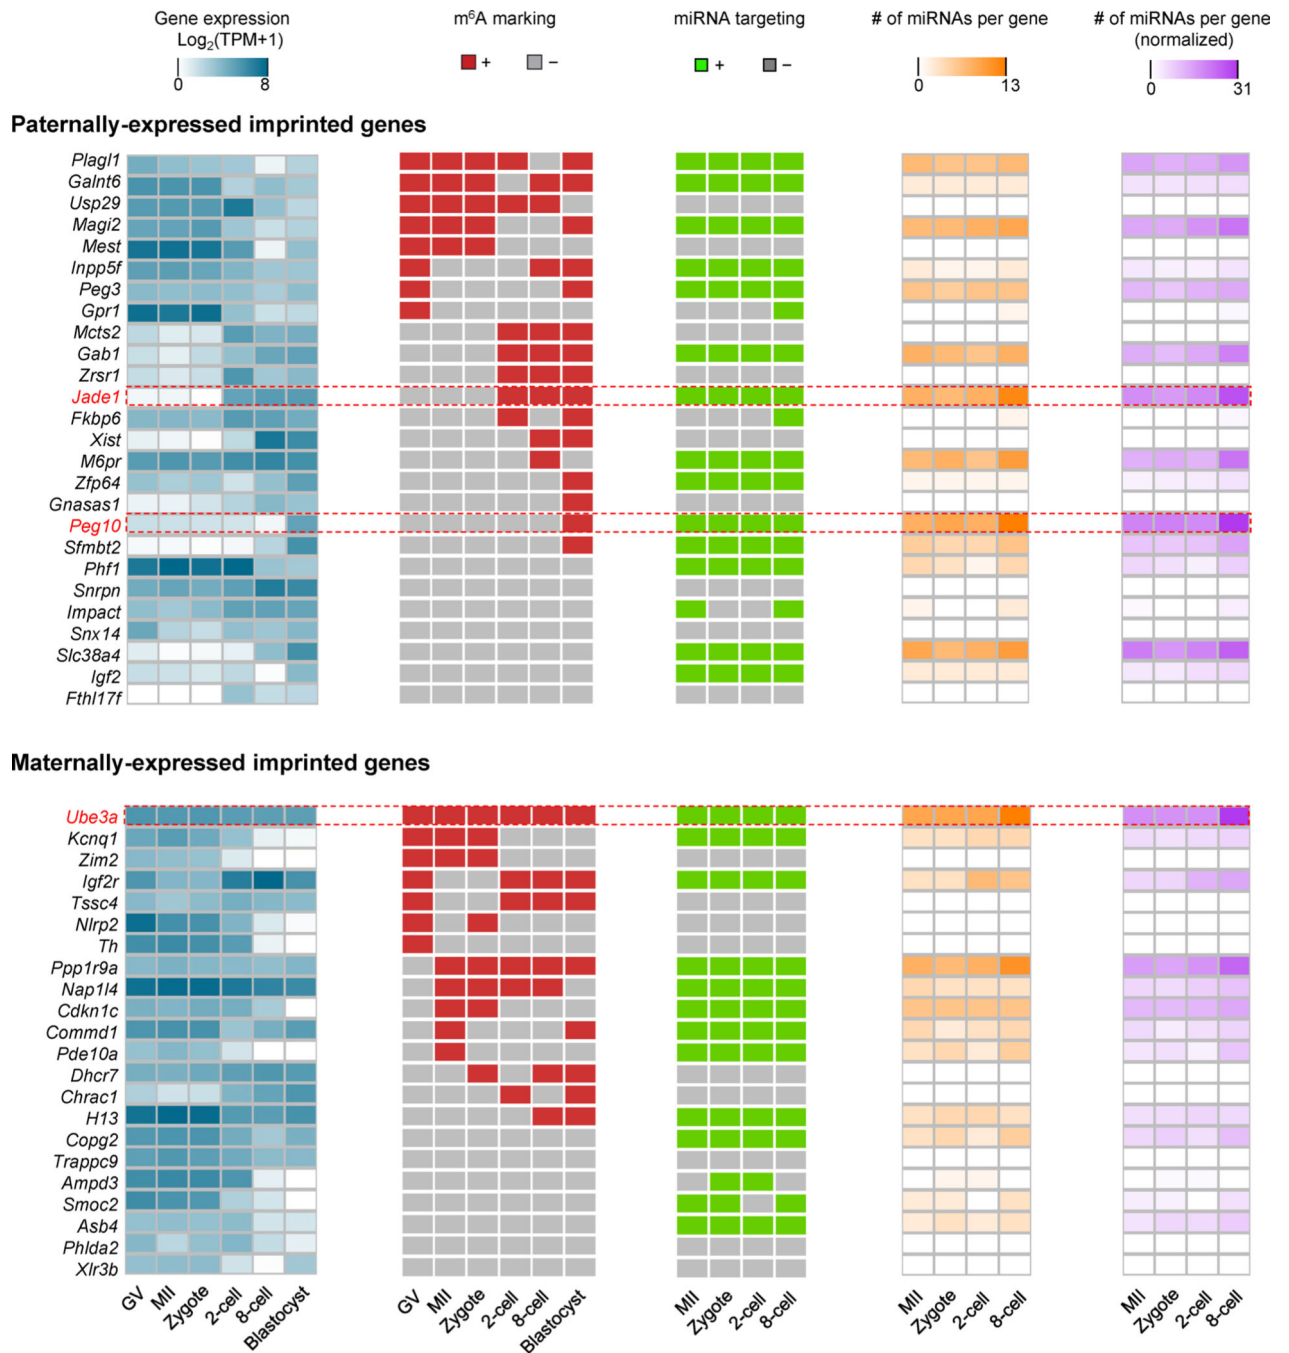 Gene expression
Log2(TPM+1)
0 8
m6A marking
+ −
miRNA targeting
+ −
# of miRNAs per gene
0 13
# of miRNAs per gene
(normalized)
0 31
Paternally-expressed imprinted genes
Plagl1
Galnt6
Usp29
Magi2
Mest
Inpp5f
Peg3
Gpr1
Mcts2
Gab1
Zrsr1
Jade1
Fkbp6
Xist
M6pr
Zfp64
Gnasas1
Peg10
Sfmbt2
Phf1
Snrpn
Impact
Snx14
Slc38a4
Igf2
Fthl17f
Maternally-expressed imprinted genes
Ube3a
Kcnq1
Zim2
Igf2r
Tssc4
Nlrp2
Th
Ppp1r9a
Nap1l4
Cdkn1c
Commd1
Pde10a
Dhcr7
Chrac1
H13
Copg2
Trappc9
Ampd3
Smoc2
Asb4
Phlda2
Xlr3b
GV MII Zygote 2-cell 8-cell Blastocyst
GV MII Zygote 2-cell 8-cell Blastocyst
MII Zygote 2-cell 8-cell
MII Zygote 2-cell 8-cell
MII Zygote 2-cell 8-cell